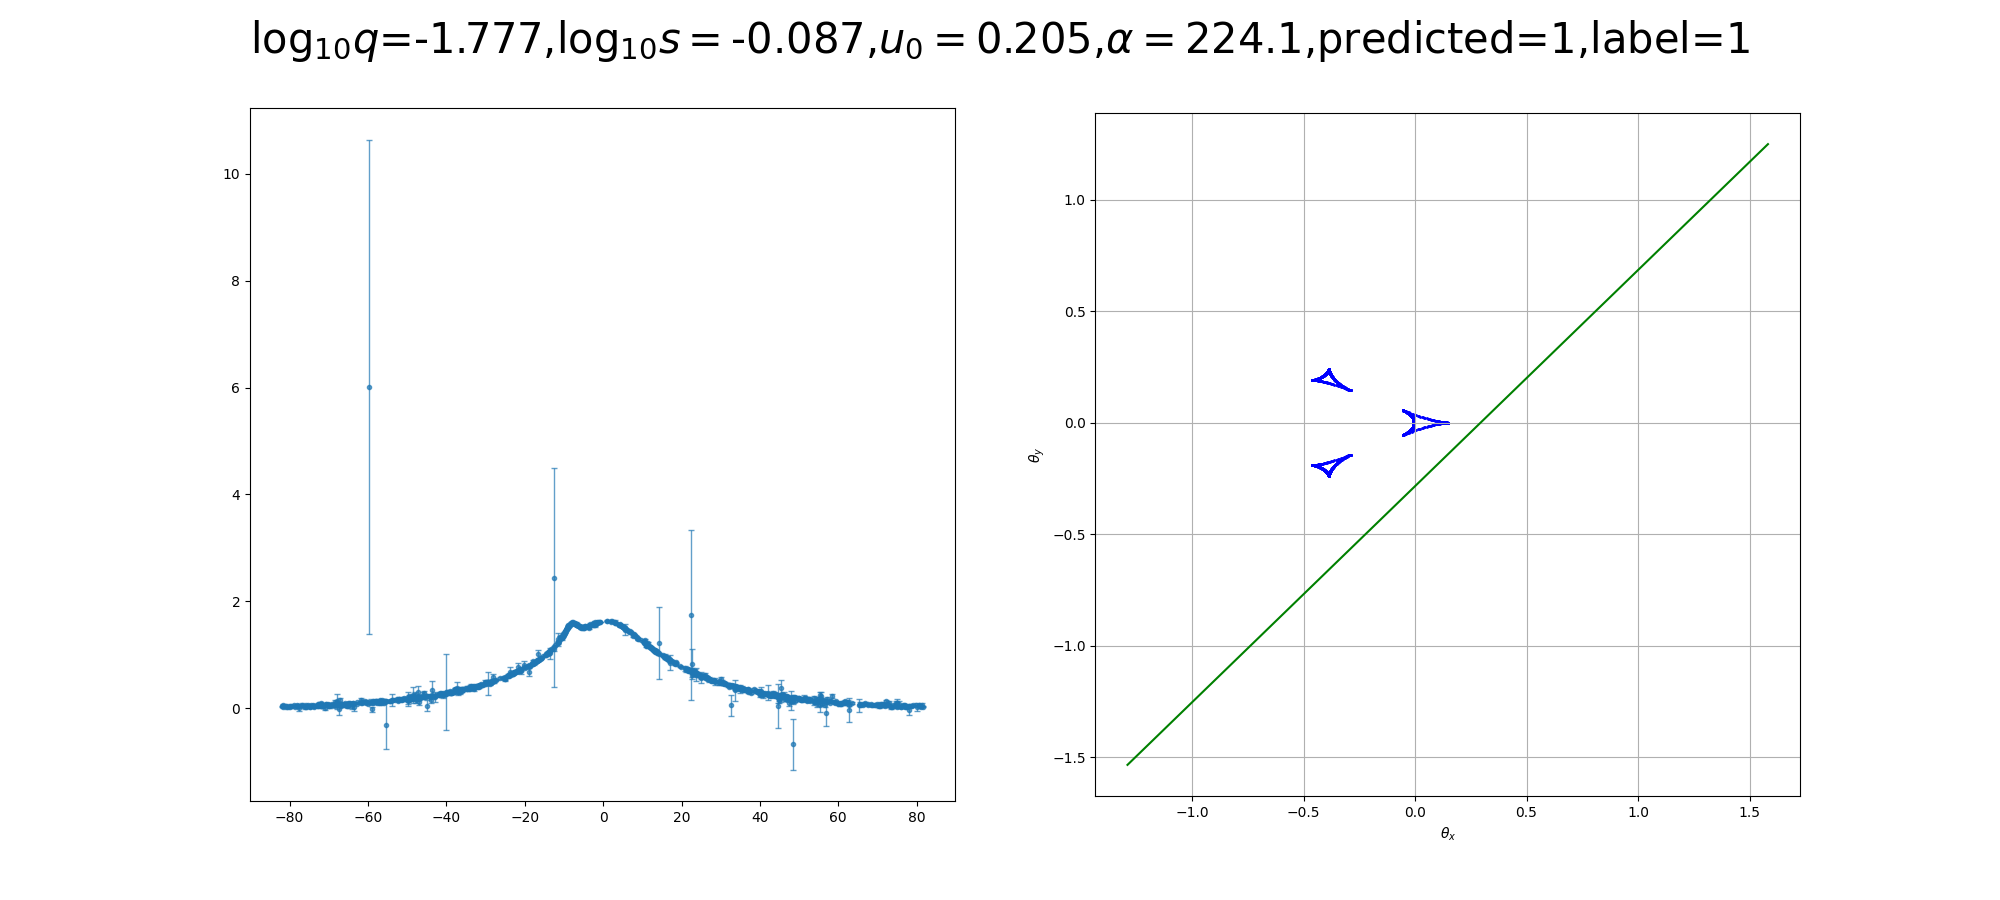 log₁₀q=-1.777,log₁₀s = -0.087,u₀ = 0.205,α = 224.1,predicted=1,label=1
10
8
6
4
2
0
−80 −60 −40 −20 0 20 40 60 80
1.0
0.5
0.0
−0.5
−1.0
−1.5
θy
−1.0 −0.5 0.0 0.5 1.0 1.5
θx